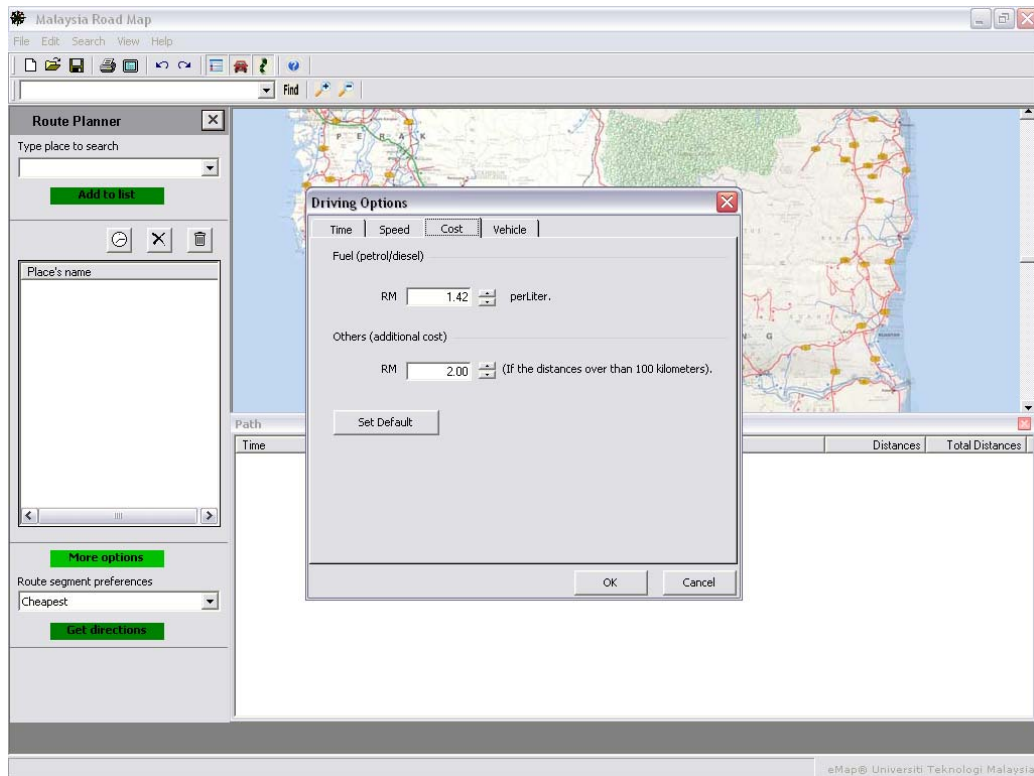 Malaysia Road Map
File Edit Search View Help
Find
Route Planner
Type place to search
Add to list
Place's name
More options
Route segment preferences
Cheapest
Get directions
P E R A K
Driving Options
Time Speed Cost Vehicle
Fuel (petrol/diesel)
RM 1.42 perLiter.
Others (additional cost)
RM 2.00 (If the distances over than 100 kilometers).
Set Default
OK Cancel
Path
Time Distances Total Distances
eMap® Universiti Teknologi Malaysia